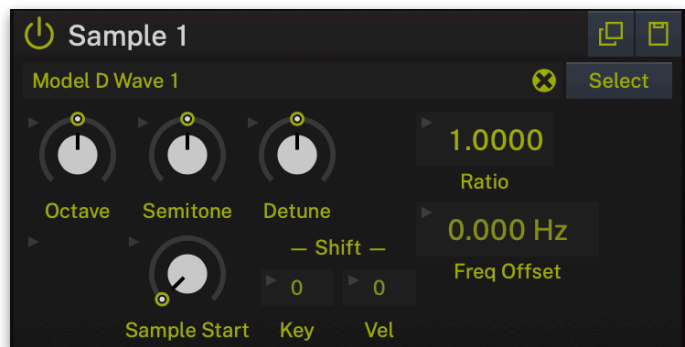 Sample 1
Model D Wave 1
Select
Octave
Semitone
Detune
1.0000
Ratio
0.000 Hz
Freq Offset
Sample Start
— Shift —
0
0
Key
Vel